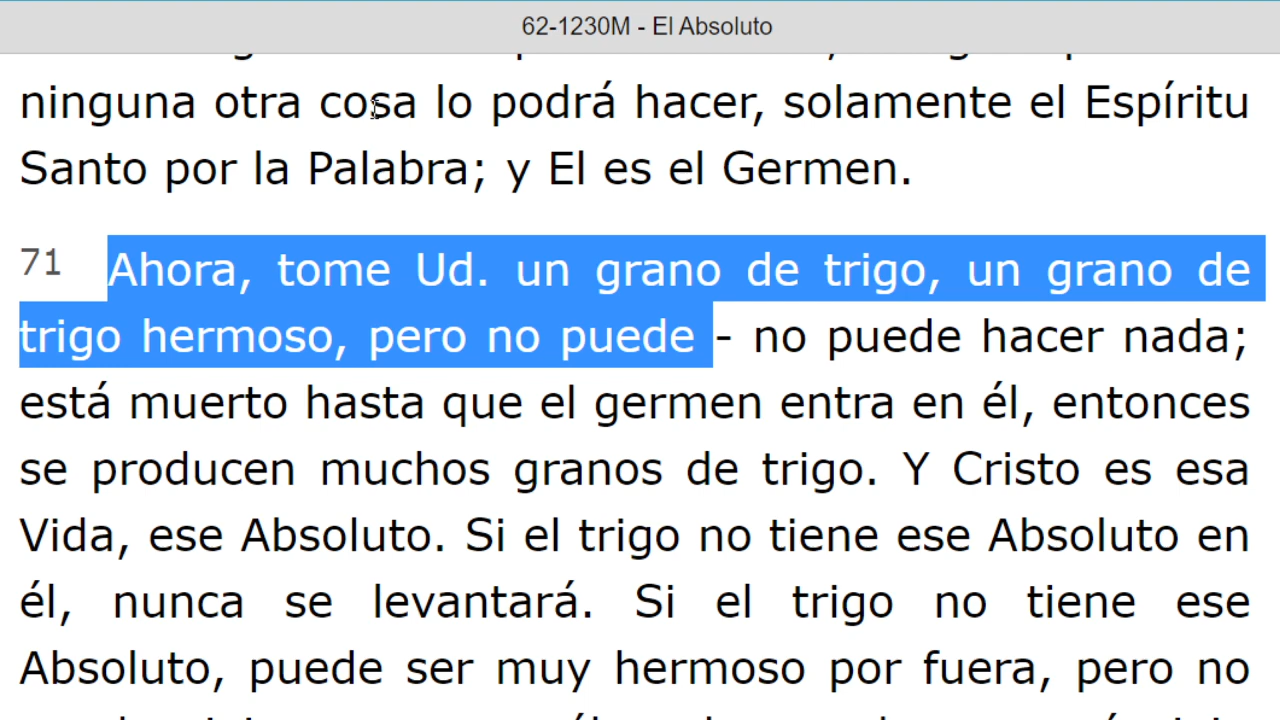 62-1230M - El Absoluto
ninguna otra cosa lo podrá hacer, solamente el Espíritu
Santo por la Palabra; y El es el Germen.
71 Ahora, tome Ud. un grano de trigo, un grano de
trigo hermoso, pero no puede - no puede hacer nada;
está muerto hasta que el germen entra en él, entonces
se producen muchos granos de trigo. Y Cristo es esa
Vida, ese Absoluto. Si el trigo no tiene ese Absoluto en
él, nunca se levantará. Si el trigo no tiene ese
Absoluto, puede ser muy hermoso por fuera, pero no